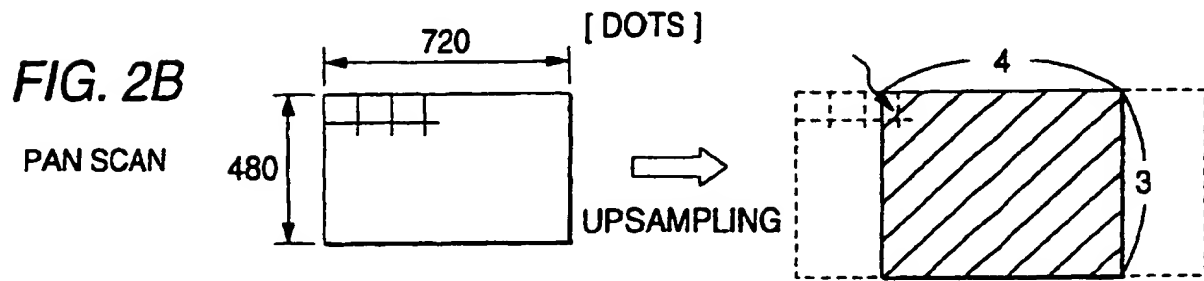 FIG. 2B
PAN SCAN
720
[ DOTS ]
480
UPSAMPLING
4
3